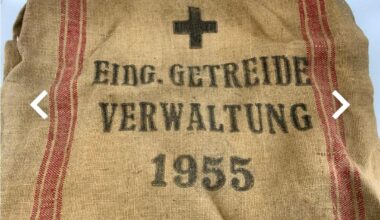 EIDG. GETREIDE
VERWALTUNG
1955